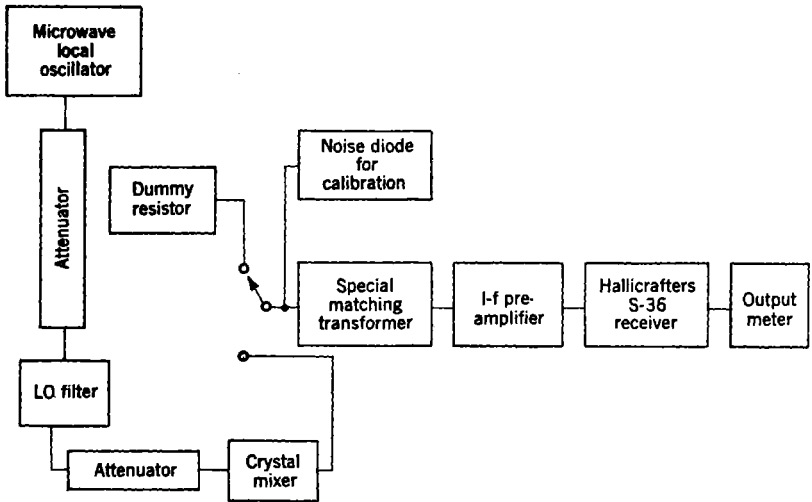 Microwave
local
oscillator
Attenuator
Dummy
resistor
Noise diode
for
calibration
Special
matching
transformer
I-f pre-
amplifier
Hallicrafters
S-36
receiver
Output
meter
L.O. filter
Attenuator
Crystal
mixer